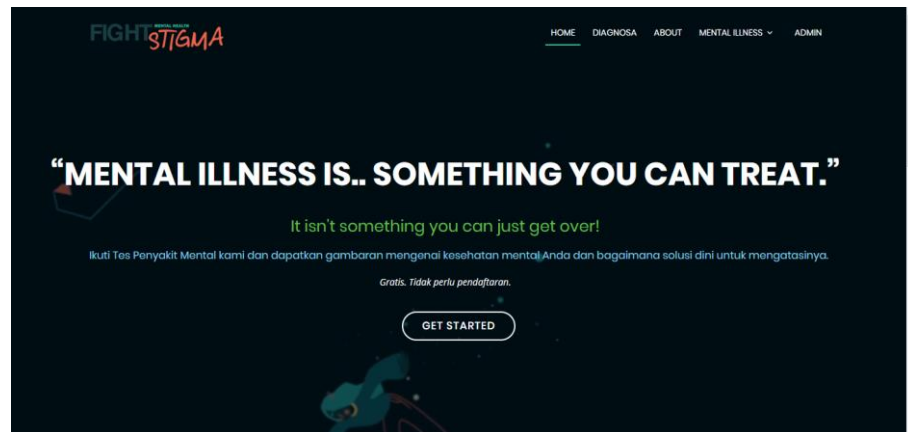 FIGHT MENTAL HEALTH
STIGMA
HOME DIAGNOSA ABOUT MENTAL ILLNESS ADMIN
“MENTAL ILLNESS IS.. SOMETHING YOU CAN TREAT.”
It isn't something you can just get over!
Ikuti Tes Penyakit Mental kami dan dapatkan gambaran mengenai kesehatan mental Anda dan bagaimana solusi dini untuk mengatasinya.
Gratis. Tidak perlu pendaftaran.
GET STARTED